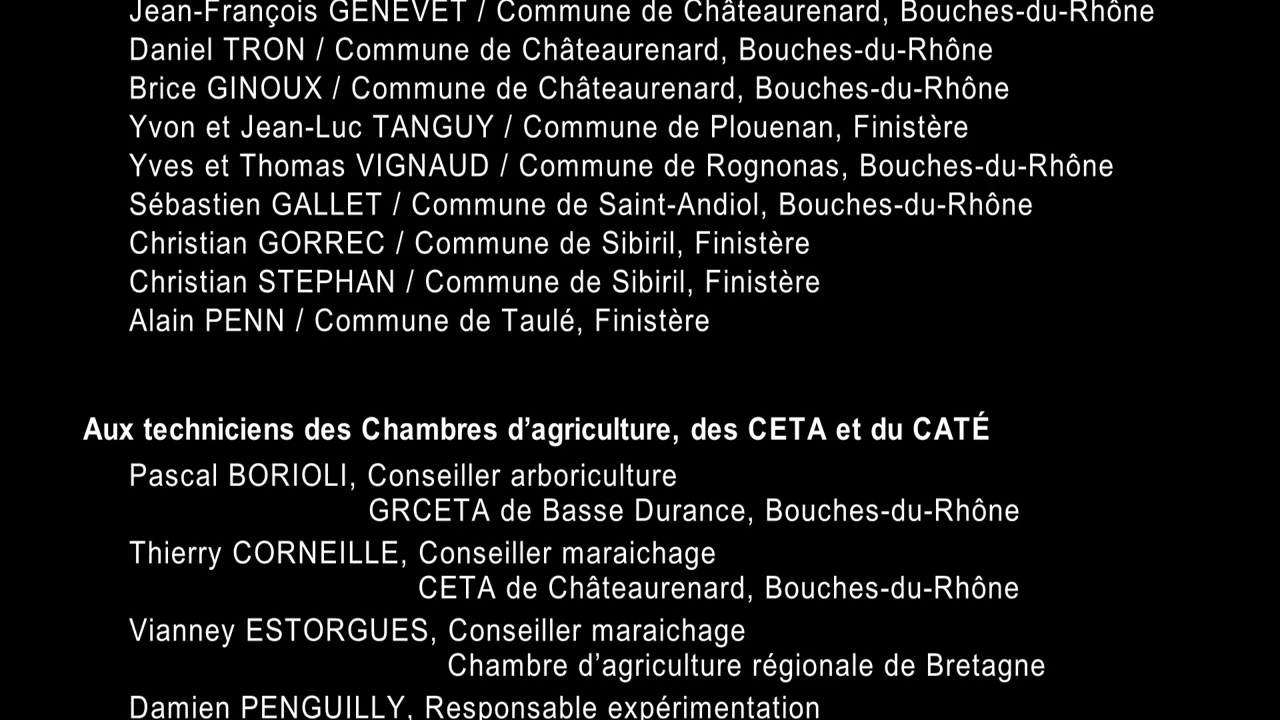 Jean-François GENEVET / Commune de Châteaurenard, Bouches-du-Rhône
Daniel TRON / Commune de Châteaurenard, Bouches-du-Rhône
Brice GINOUX / Commune de Châteaurenard, Bouches-du-Rhône
Yvon et Jean-Luc TANGUY / Commune de Plouenan, Finistère
Yves et Thomas VIGNAUD / Commune de Rognonas, Bouches-du-Rhône
Sébastien GALLET / Commune de Saint-Andiol, Bouches-du-Rhône
Christian GORREC / Commune de Sibiril, Finistère
Christian STEPHAN / Commune de Sibiril, Finistère
Alain PENN / Commune de Taulé, Finistère
Aux techniciens des Chambres d’agriculture, des CETA et du CATÉ
Pascal BORIOLI, Conseiller arboriculture
GRCETA de Basse Durance, Bouches-du-Rhône
Thierry CORNEILLE, Conseiller maraichage
CETA de Châteaurenard, Bouches-du-Rhône
Vianney ESTORGUES, Conseiller maraichage
Chambre d’agriculture régionale de Bretagne
Damien PENGUILLY, Responsable expérimentation